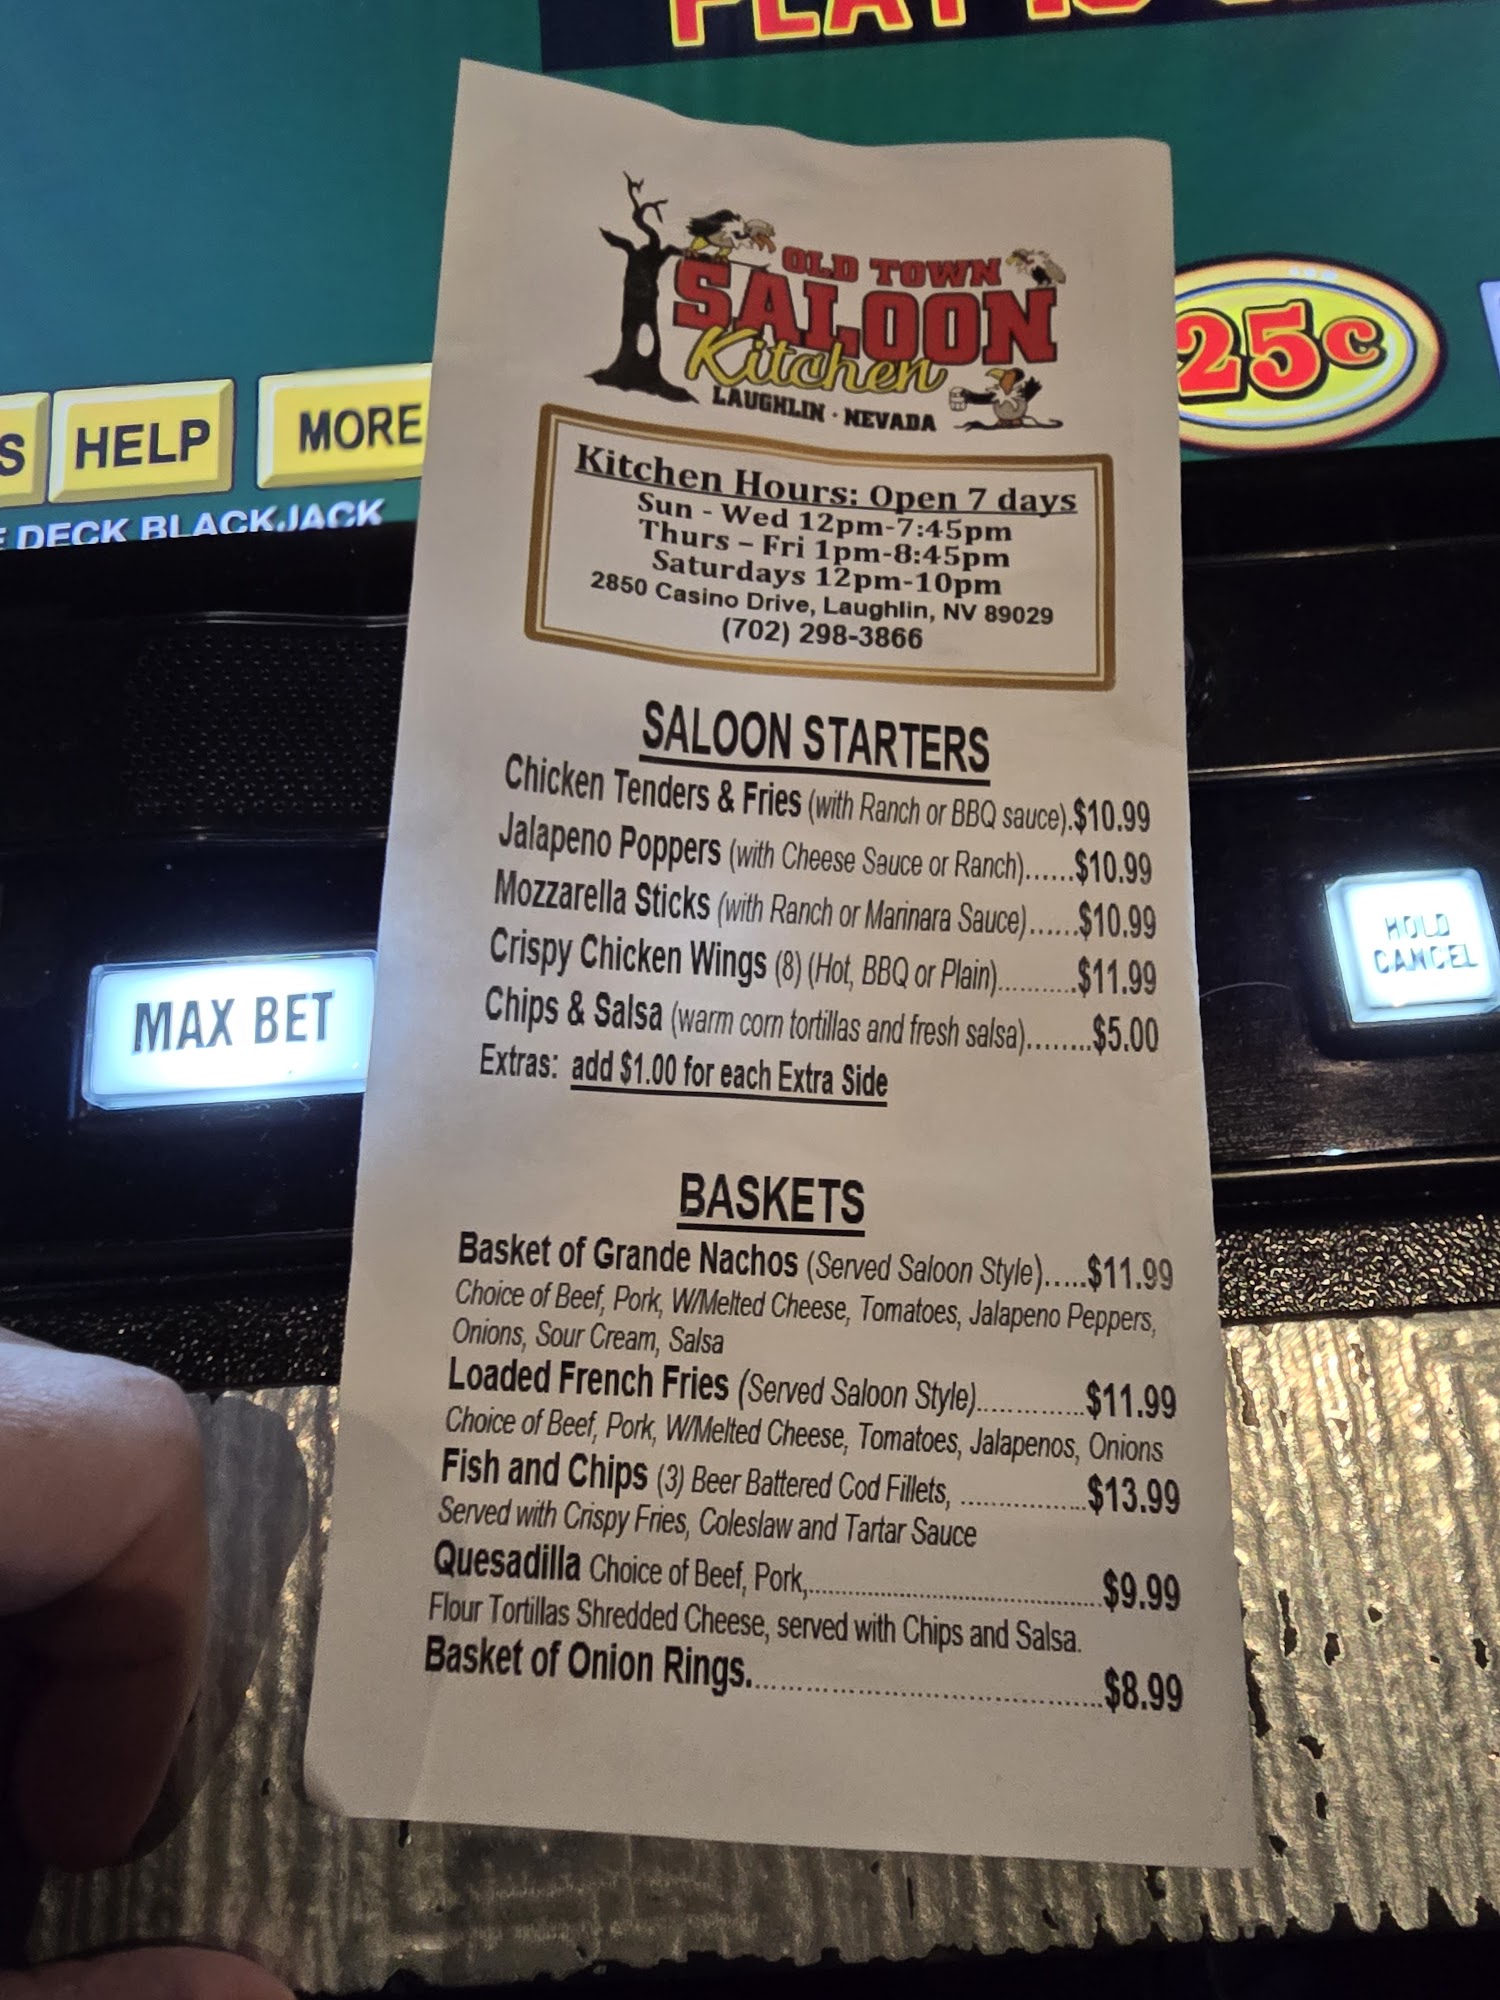 HELP
MORE
DECK BLACKJACK
25¢
MAX BET
HOLD
CANCEL
OLD TOWN
SALOON
Kitchen
LAUGHLIN · NEVADA
Kitchen Hours: Open 7 days
Sun - Wed 12pm-7:45pm
Thurs – Fri 1pm-8:45pm
Saturdays 12pm-10pm
2850 Casino Drive, Laughlin, NV 89029
(702) 298-3866
SALOON STARTERS
Chicken Tenders & Fries (with Ranch or BBQ sauce).$10.99
Jalapeno Poppers (with Cheese Sauce or Ranch)......$10.99
Mozzarella Sticks (with Ranch or Marinara Sauce)......$10.99
Crispy Chicken Wings (8) (Hot, BBQ or Plain)..........$11.99
Chips & Salsa (warm corn tortillas and fresh salsa)........$5.00
Extras: add $1.00 for each Extra Side
BASKETS
Basket of Grande Nachos (Served Saloon Style).....$11.99
Choice of Beef, Pork, W/Melted Cheese, Tomatoes, Jalapeno Peppers,
Onions, Sour Cream, Salsa
Loaded French Fries (Served Saloon Style)..............$11.99
Choice of Beef, Pork, W/Melted Cheese, Tomatoes, Jalapenos, Onions
Fish and Chips (3) Beer Battered Cod Fillets, .................$13.99
Served with Crispy Fries, Coleslaw and Tartar Sauce
Quesadilla Choice of Beef, Pork,..........................................$9.99
Flour Tortillas Shredded Cheese, served with Chips and Salsa.
Basket of Onion Rings................................................$8.99